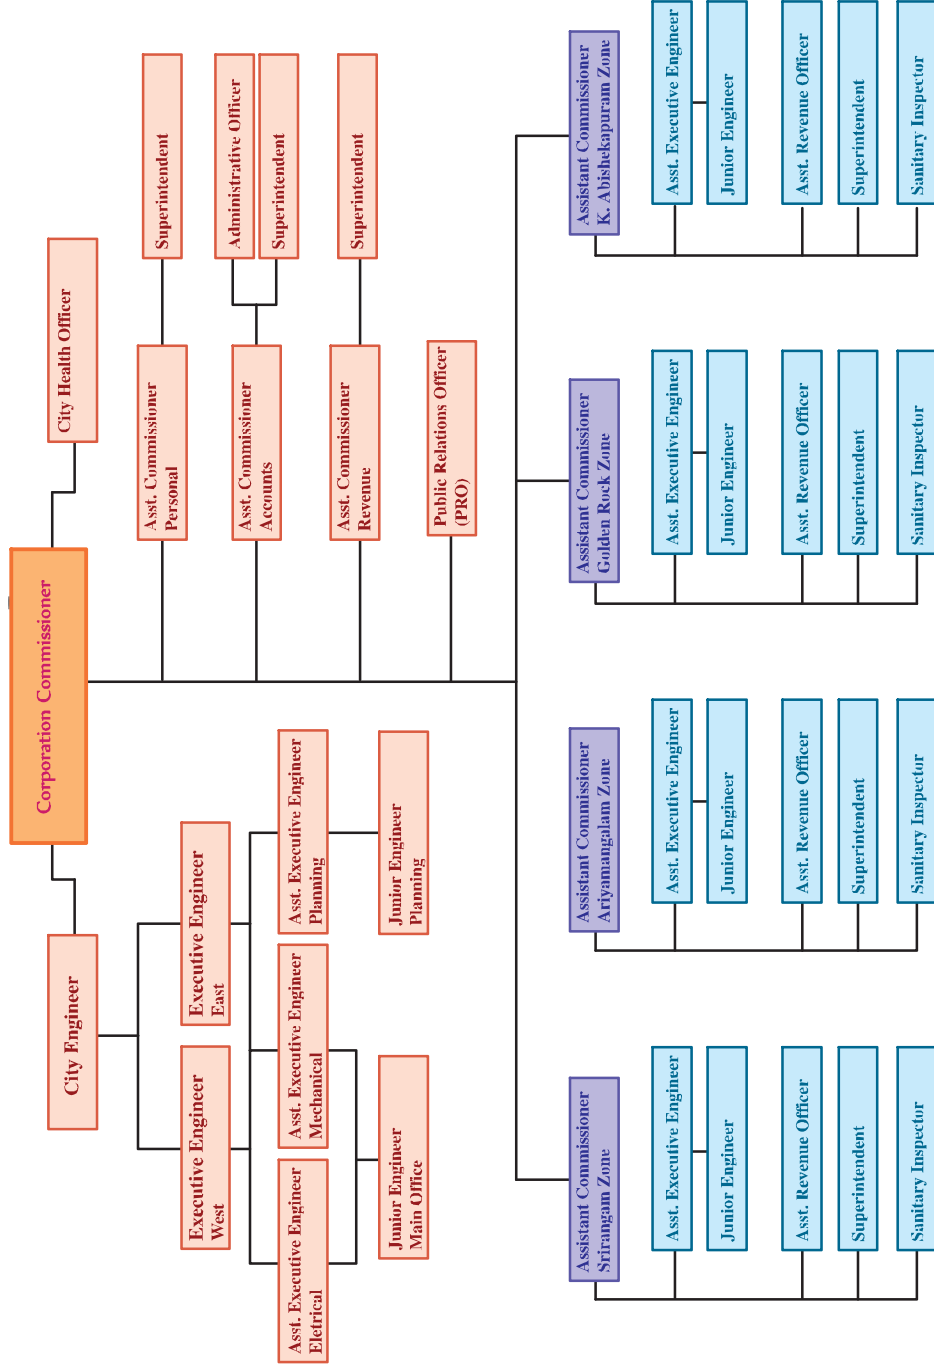 Corporation Commissioner
City Engineer
City Health Officer
Executive Engineer
West
Executive Engineer
East
Asst. Executive Engineer
Eletrical
Asst. Executive Engineer
Mechanical
Asst. Executive Engineer
Planning
Junior Engineer
Main Office
Junior Engineer
Planning
Asst. Commissioner
Personal
Superintendent
Asst. Commissioner
Accounts
Administrative Officer
Superintendent
Asst. Commissioner
Revenue
Superintendent
Public Relations Officer
(PRO)
Assistant Commissioner
Srirangam Zone
Asst. Executive Engineer
Junior Engineer
Asst. Revenue Officer
Superintendent
Sanitary Inspector
Assistant Commissioner
Ariyamangalam Zone
Asst. Executive Engineer
Junior Engineer
Asst. Revenue Officer
Superintendent
Sanitary Inspector
Assistant Commissioner
Golden Rock Zone
Asst. Executive Engineer
Junior Engineer
Asst. Revenue Officer
Superintendent
Sanitary Inspector
Assistant Commissioner
K. Abishekapuram Zone
Asst. Executive Engineer
Junior Engineer
Asst. Revenue Officer
Superintendent
Sanitary Inspector